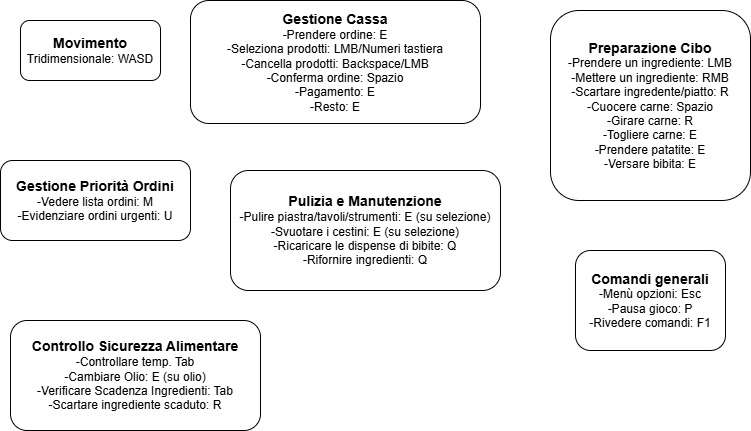 Movimento
Tridimensionale: WASD
Gestione Cassa
-Prendere ordine: E
-Seleziona prodotti: LMB/Numeri tastiera
-Cancella prodotti: Backspace/LMB
-Conferma ordine: Spazio
-Pagamento: E
-Resto: E
Preparazione Cibo
-Prendere un ingrediente: LMB
-Mettere un ingrediente: RMB
-Scartare ingredente/piatto: R
-Cuocere carne: Spazio
-Girare carne: R
-Togliere carne: E
-Prendere patatite: E
-Versare bibita: E
Gestione Priorità Ordini
-Vedere lista ordini: M
-Evidenziare ordini urgenti: U
Pulizia e Manutenzione
-Pulire piastra/tavoli/strumenti: E (su selezione)
-Svuotare i cestini: E (su selezione)
-Ricaricare le dispense di bibite: Q
-Rifornire ingredienti: Q
Comandi generali
-Menù opzioni: Esc
-Pausa gioco: P
-Rivedere comandi: F1
Controllo Sicurezza Alimentare
-Controllare temp. Tab
-Cambiare Olio: E (su olio)
-Verificare Scadenza Ingredienti: Tab
-Scartare ingrediente scaduto: R